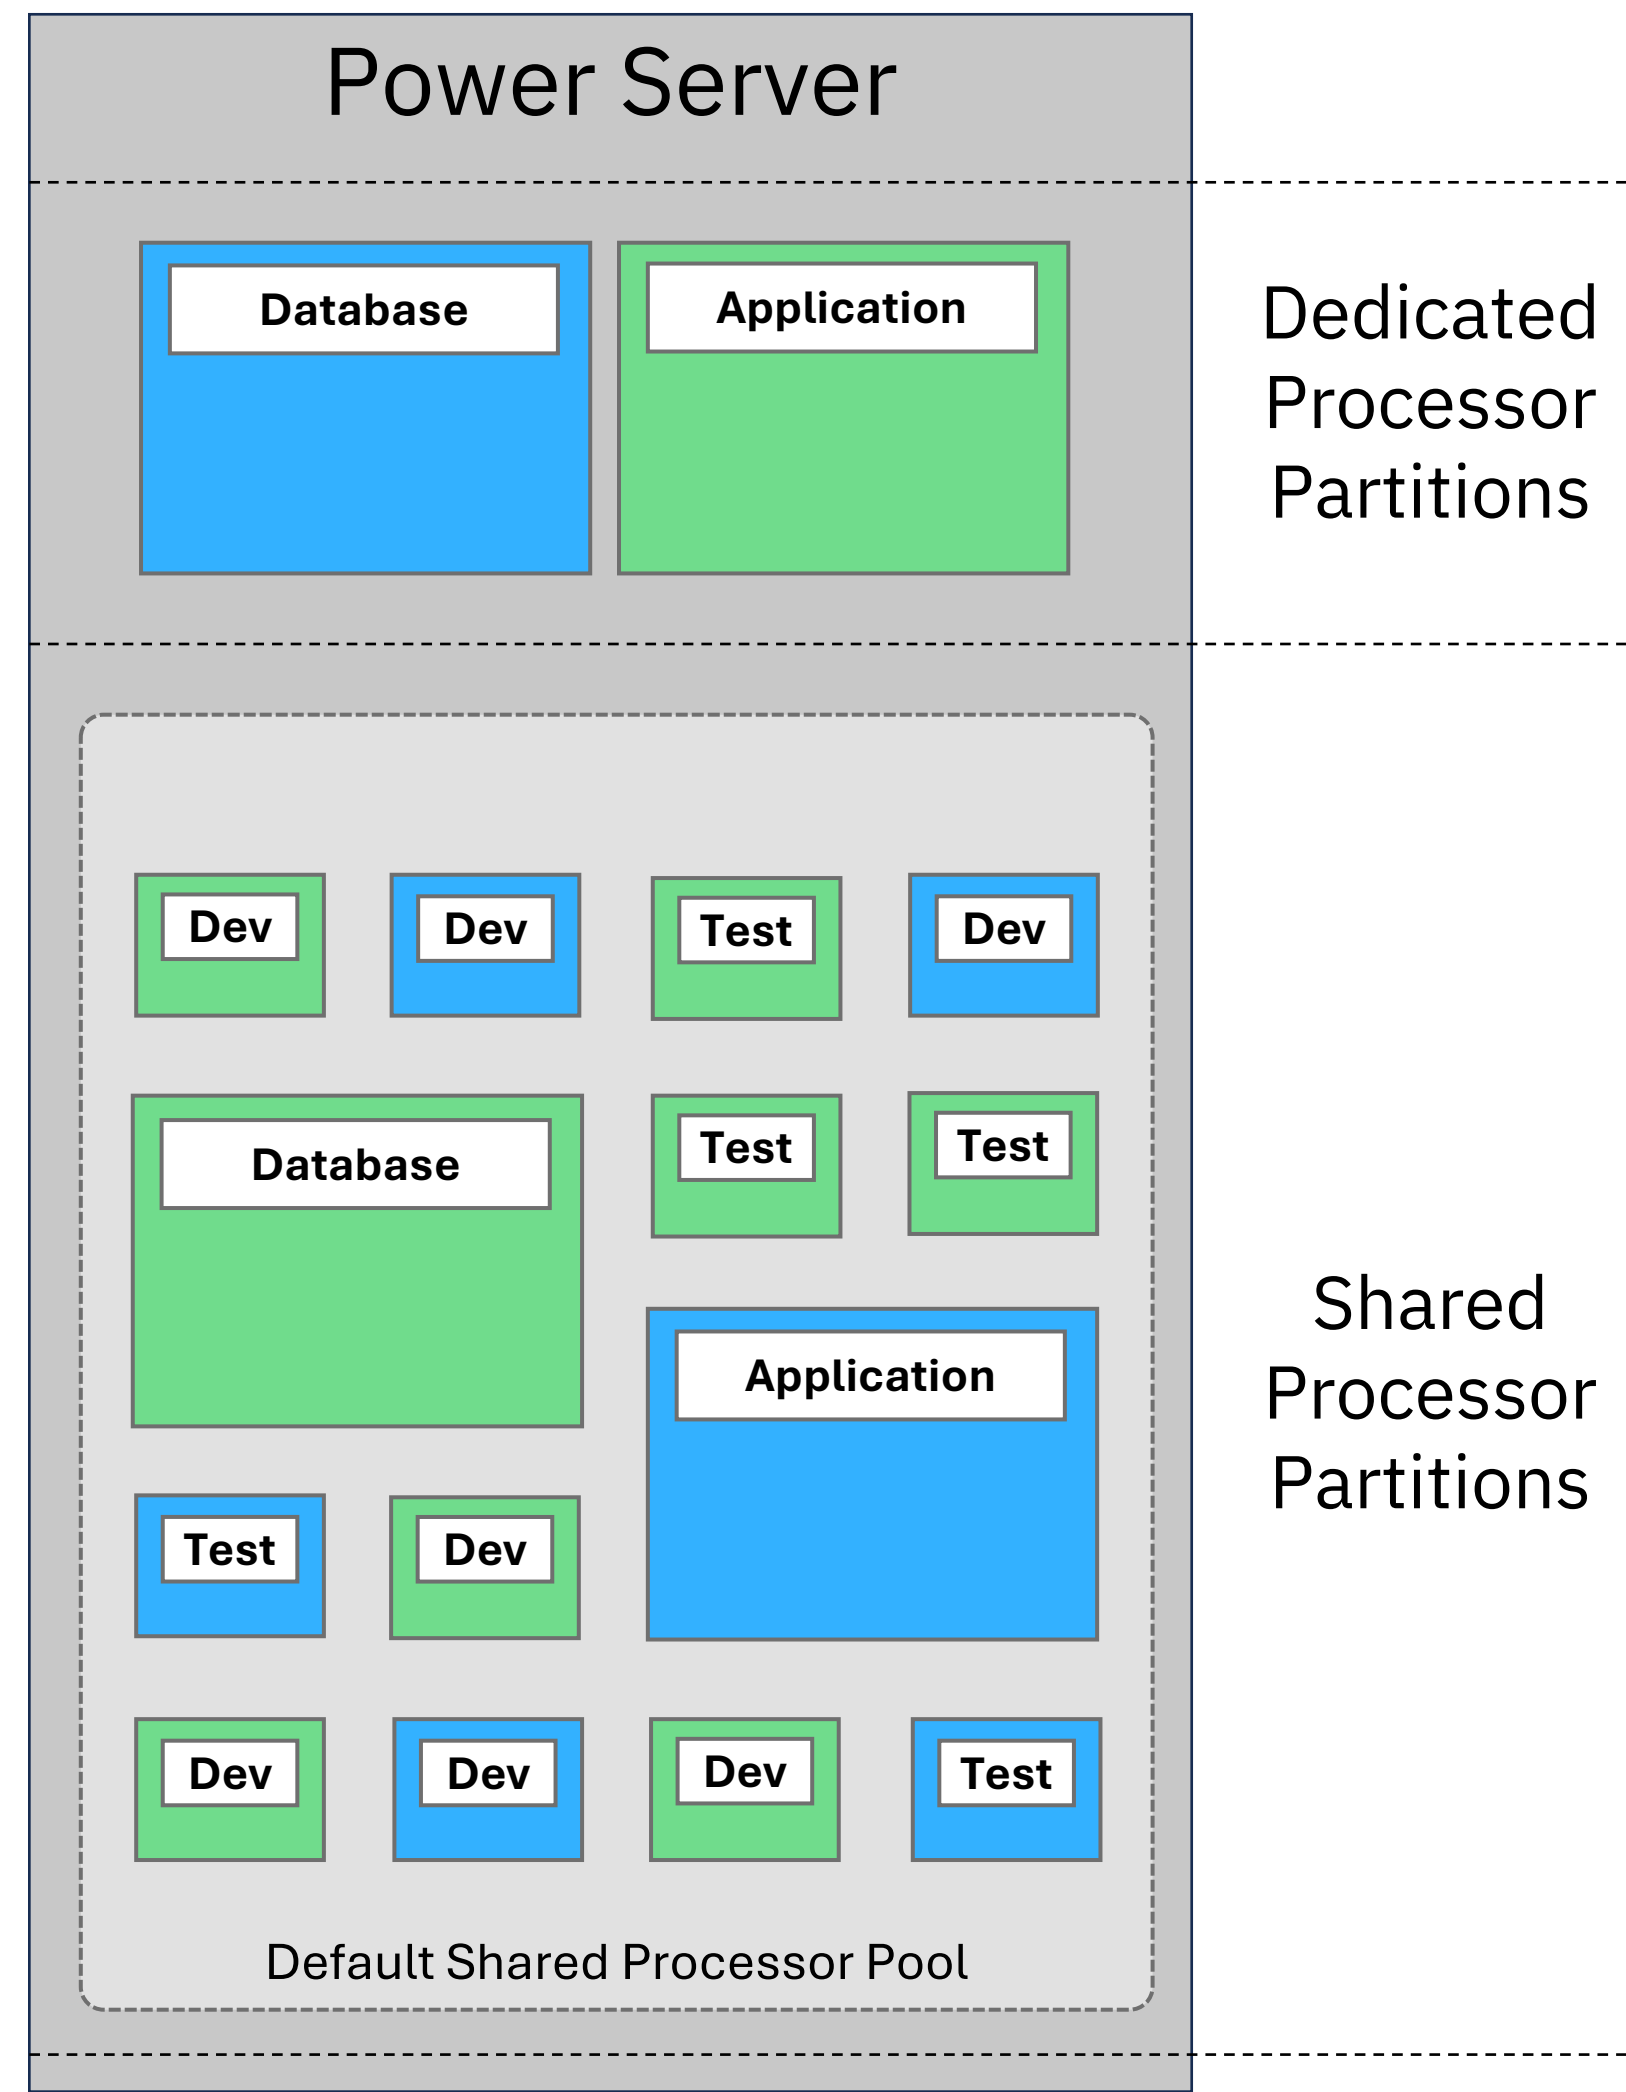 Power Server
Database
Application
Dedicated
Processor
Partitions
Dev
Dev
Test
Dev
Database
Test
Test
Application
Shared
Processor
Partitions
Test
Dev
Dev
Dev
Dev
Test
Default Shared Processor Pool